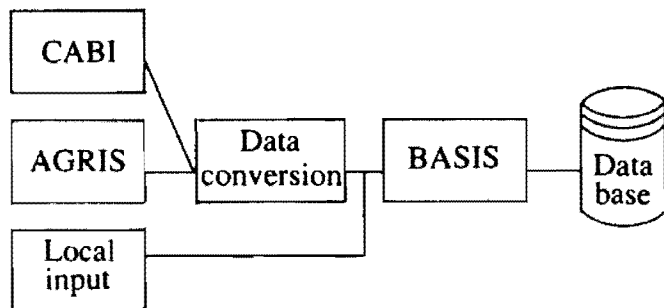 CABI
AGRIS
Data
conversion
BASIS
Data
base
Local
input